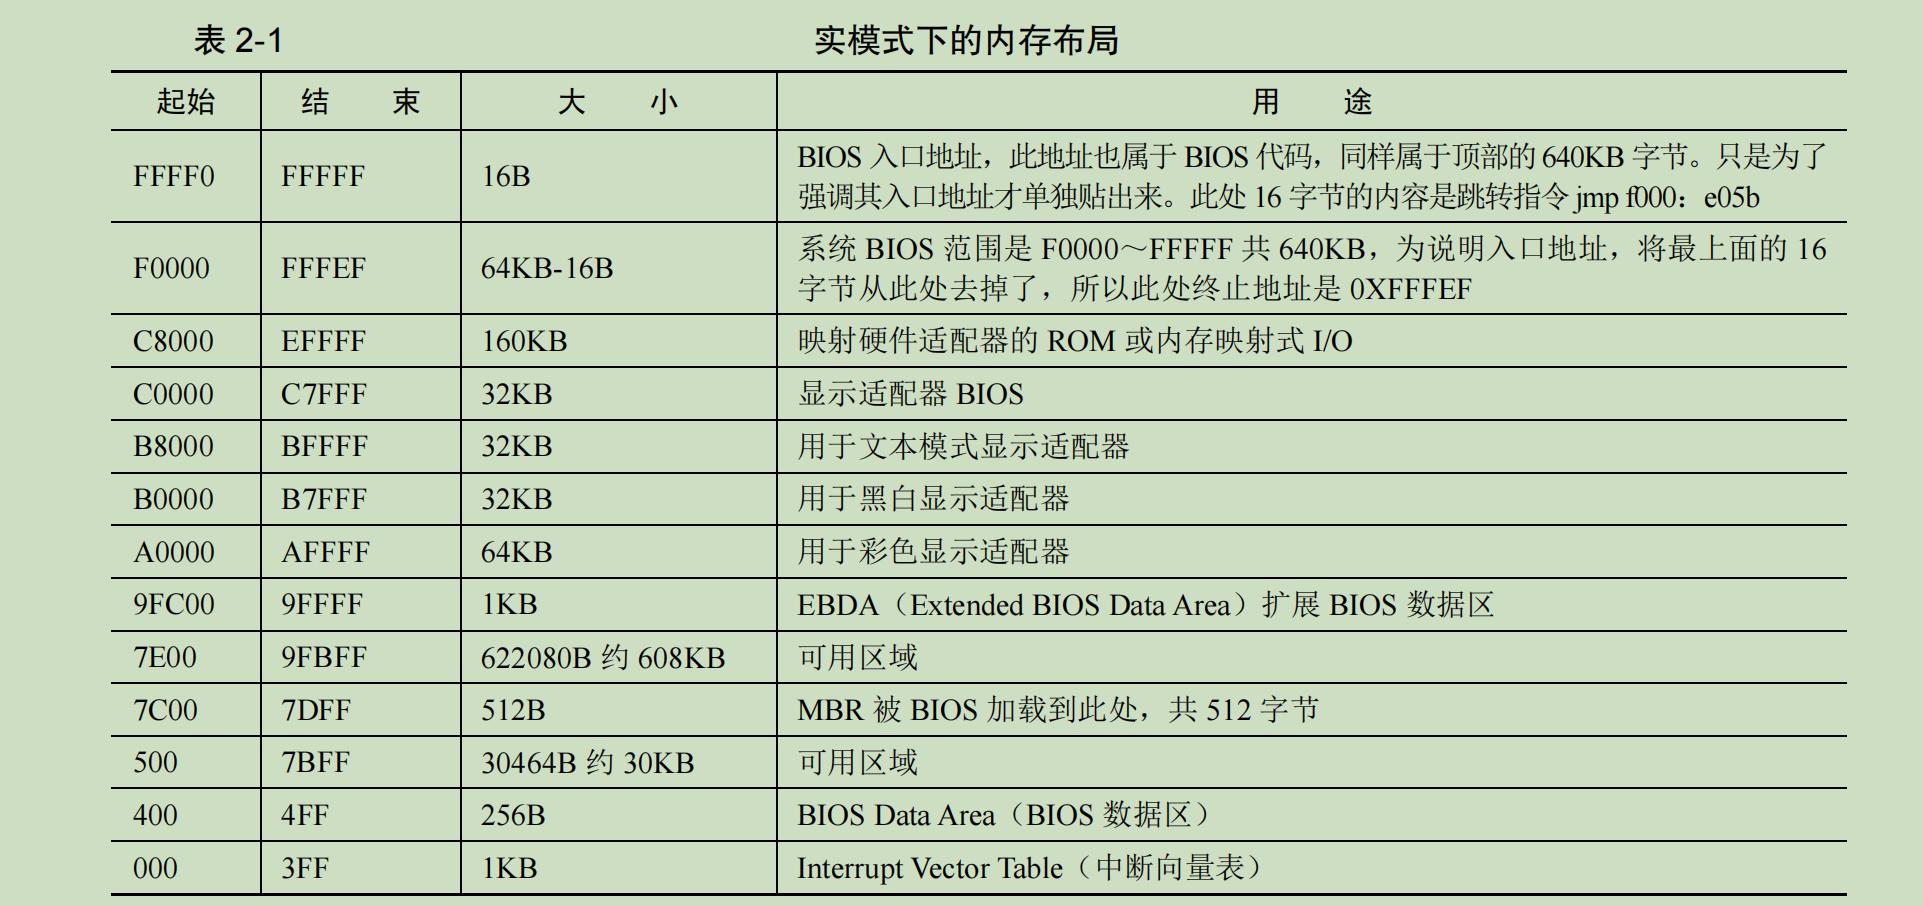 表 2-1 实模式下的内存布局
起始 结 束 大 小 用 途
FFFF0 FFFFF 16B BIOS 入口地址，此地址也属于 BIOS 代码，同样属于顶部的 640KB 字节。只是为了
强调其入口地址才单独贴出来。此处 16 字节的内容是跳转指令 jmp f000：e05b
F0000 FFFEF 64KB-16B 系统 BIOS 范围是 F0000～FFFFF 共 640KB，为说明入口地址，将最上面的 16
字节从此处去掉了，所以此处终止地址是 0XFFFEF
C8000 EFFFF 160KB 映射硬件适配器的 ROM 或内存映射式 I/O
C0000 C7FFF 32KB 显示适配器 BIOS
B8000 BFFFF 32KB 用于文本模式显示适配器
B0000 B7FFF 32KB 用于黑白显示适配器
A0000 AFFFF 64KB 用于彩色显示适配器
9FC00 9FFFF 1KB EBDA（Extended BIOS Data Area）扩展 BIOS 数据区
7E00 9FBFF 622080B 约 608KB 可用区域
7C00 7DFF 512B MBR 被 BIOS 加载到此处，共 512 字节
500 7BFF 30464B 约 30KB 可用区域
400 4FF 256B BIOS Data Area（BIOS 数据区）
000 3FF 1KB Interrupt Vector Table（中断向量表）